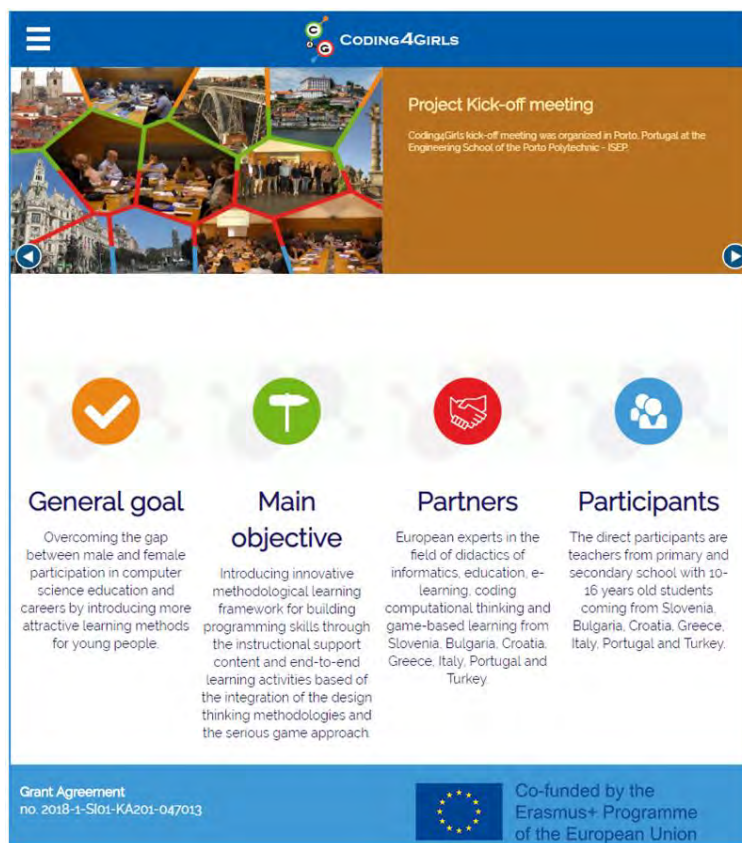 CODING4GIRLS
Project Kick-off meeting
Coding4Girls kick-off meeting was organized in Porto, Portugal at the
Engineering School of the Porto Polytechnic - ISEP.
General goal
Overcoming the gap
between male and female
participation in computer
science education and
careers by introducing more
attractive learning methods
for young people.
Main
objective
Introducing innovative
methodological learning
framework for building
programming skills through
the instructional support
content and end-to-end
learning activities based of
the integration of the design
thinking methodologies and
the serious game approach.
Partners
European experts in the
field of didactics of
informatics, education, e-
learning, coding
computational thinking and
game-based learning from
Slovenia, Bulgaria, Croatia,
Greece, Italy, Portugal and
Turkey.
Participants
The direct participants are
teachers from primary and
secondary school with 10-
16 years old students
coming from Slovenia,
Bulgaria, Croatia, Greece,
Italy, Portugal and Turkey.
Grant Agreement
no. 2018-1-SI01-KA201-047013
Co-funded by the
Erasmus+ Programme
of the European Union